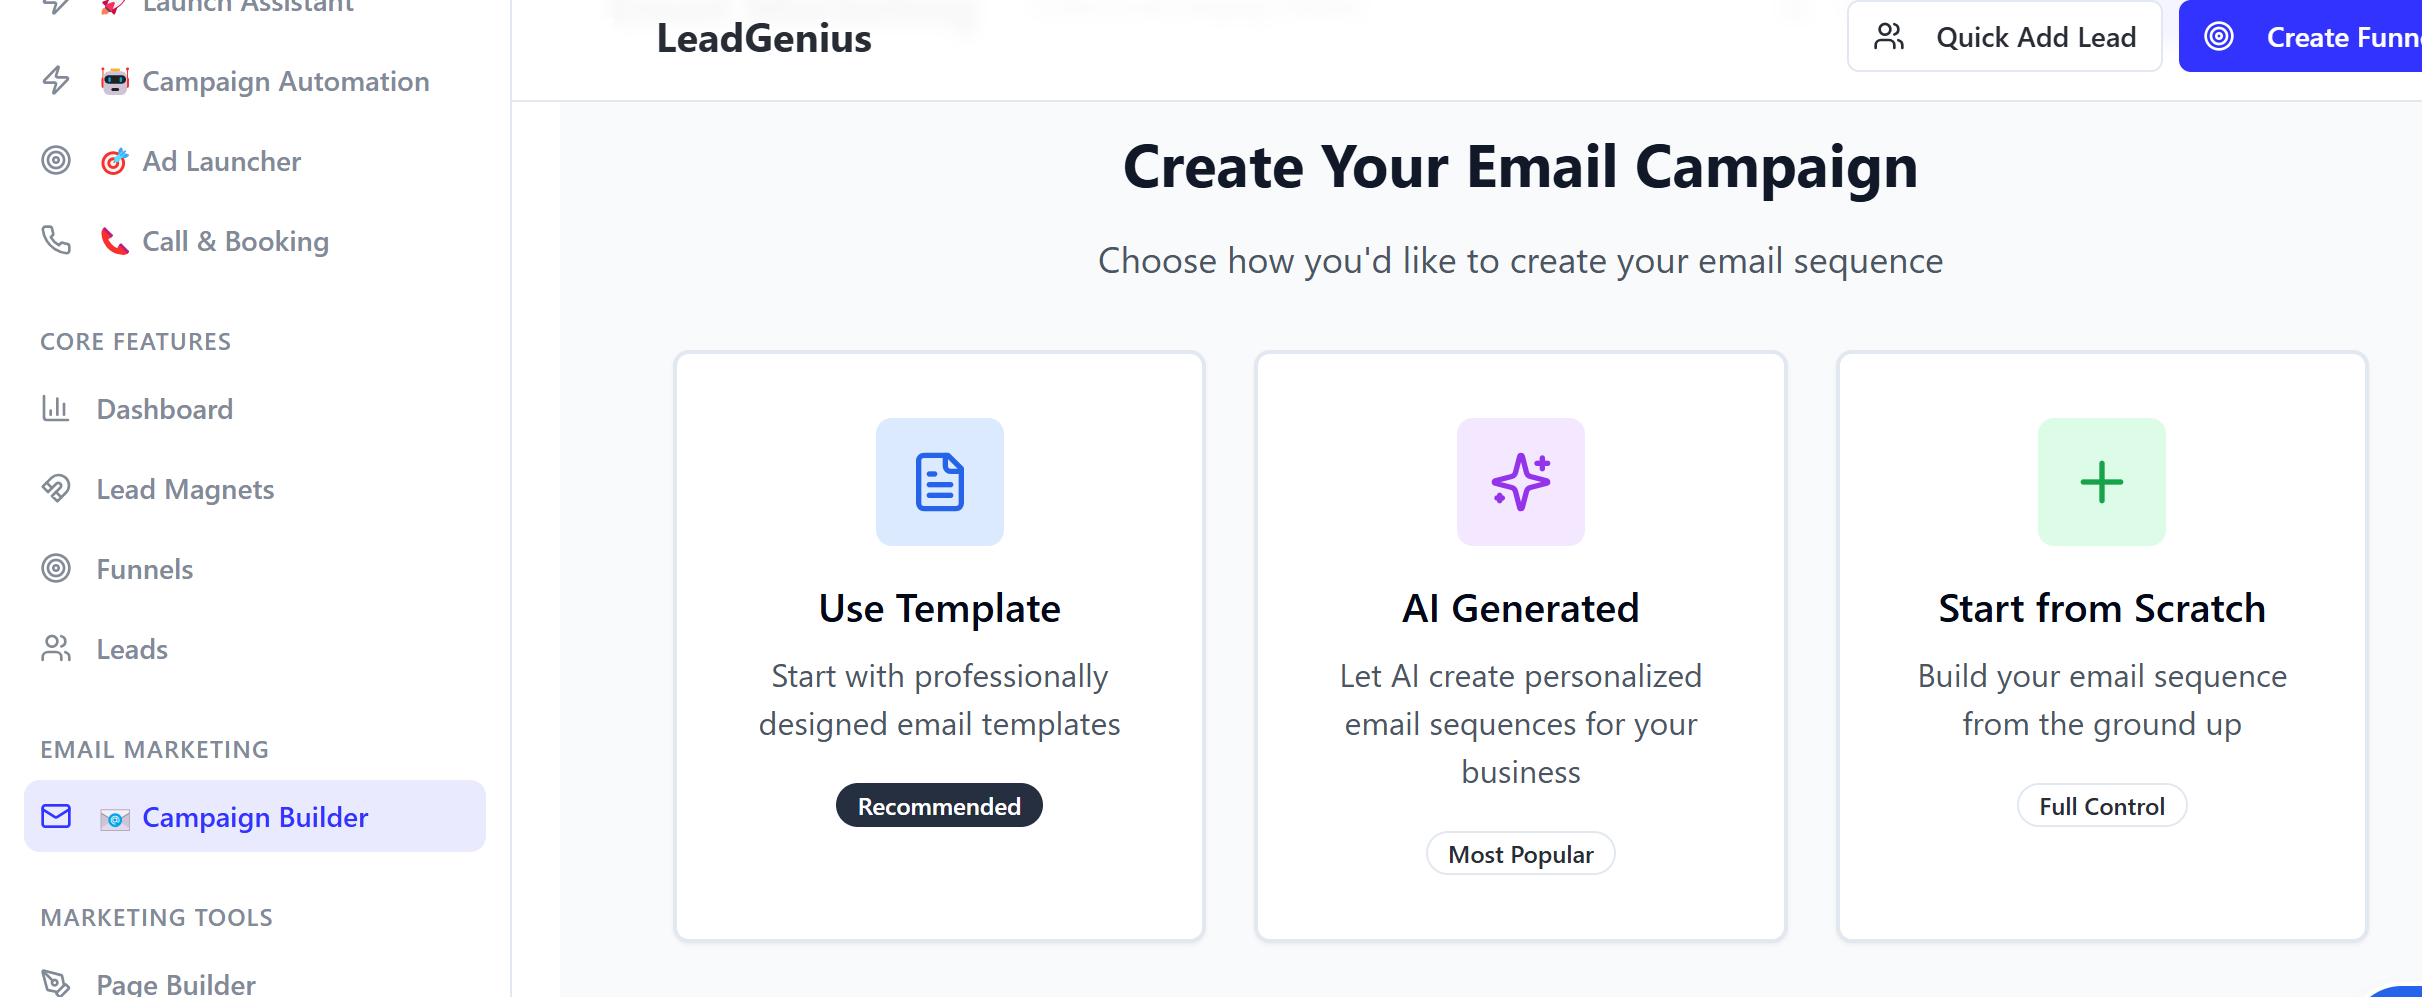 Launch Assistant
Campaign Automation
Ad Launcher
Call & Booking
CORE FEATURES
Dashboard
Lead Magnets
Funnels
Leads
EMAIL MARKETING
Campaign Builder
MARKETING TOOLS
Page Builder
LeadGenius
Quick Add Lead
Create Funn
Create Your Email Campaign
Choose how you'd like to create your email sequence
Use Template
Start with professionally
designed email templates
Recommended
AI Generated
Let AI create personalized
email sequences for your
business
Most Popular
Start from Scratch
Build your email sequence
from the ground up
Full Control